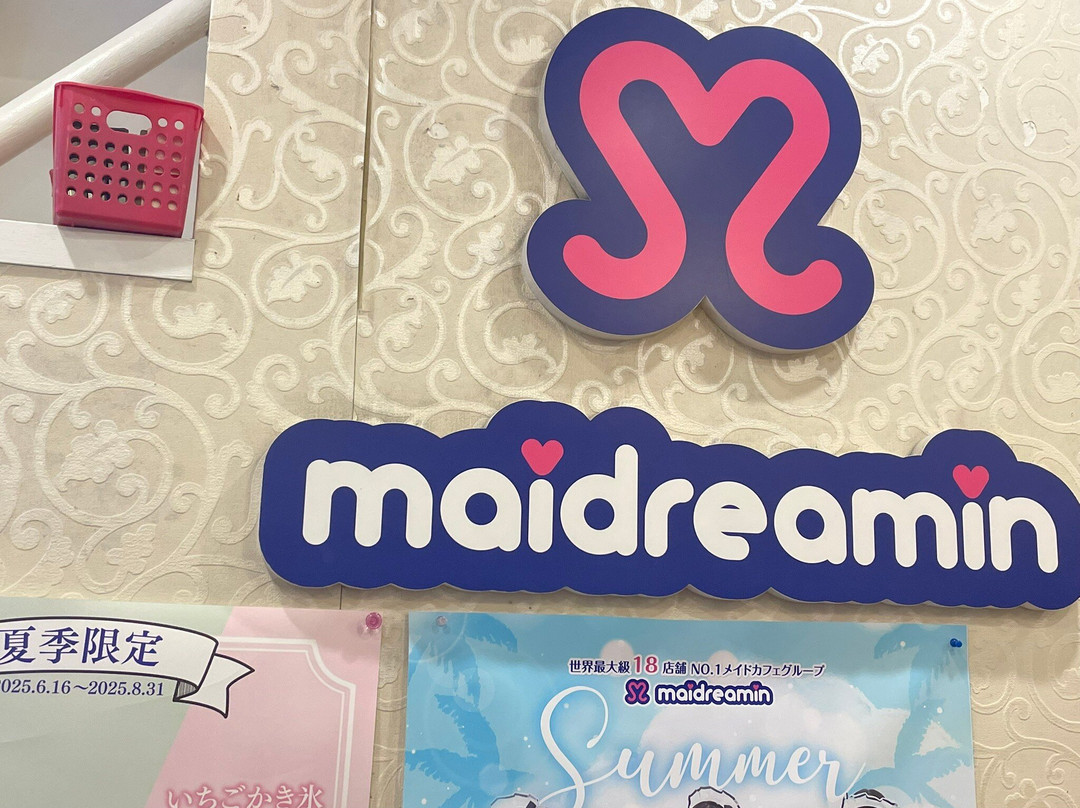 maidreamin
夏季限定
2025.6.16～2025.8.31
いちごかき氷
世界最大級18店舗 NO.1メイドカフェグループ
maidreamin
Summer